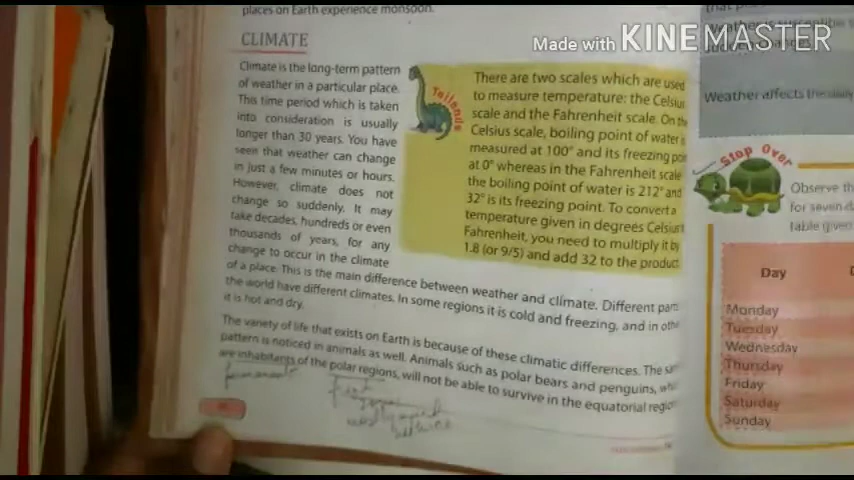 places on Earth experience monsoon.
CLIMATE
Climate is the long-term pattern
of weather in a particular place.
This time period which is taken
into consideration is usually
longer than 30 years. You have
seen that weather can change
in just a few minutes or hours.
However, climate does not
change so suddenly. It may
take decades, hundreds or even
thousands of years, for any
change to occur in the climate
of a place. This is the main difference between weather and climate. Different
the world have different climates. In some regions it is cold and freezing, and in
it is hot and dry.
The variety of life that exists on Earth is because of these climatic differences. The
pattern is noticed in animals as well. Animals such as polar bears and penguins,
are inhabitants of the polar regions, will not be able to survive in the equatorial
Tailends
There are two scales which are used
to measure temperature: the Celsius
scale and the Fahrenheit scale. On the
Celsius scale, boiling point of water is
measured at 100° and its freezing
at 0° whereas in the Fahrenheit scale
the boiling point of water is 212° and
32° is its freezing point. To convert a
temperature given in degrees Celsius
Fahrenheit, you need to multiply it by
1.8 (or 9/5) and add 32 to the product
Made with KINEMASTER
Weather is susceptible
Weather affects the daily
Stop Over
Observe
for seven
table given
Day
Monday
Tuesday
Wednesday
Thursday
Friday
Saturday
Sunday